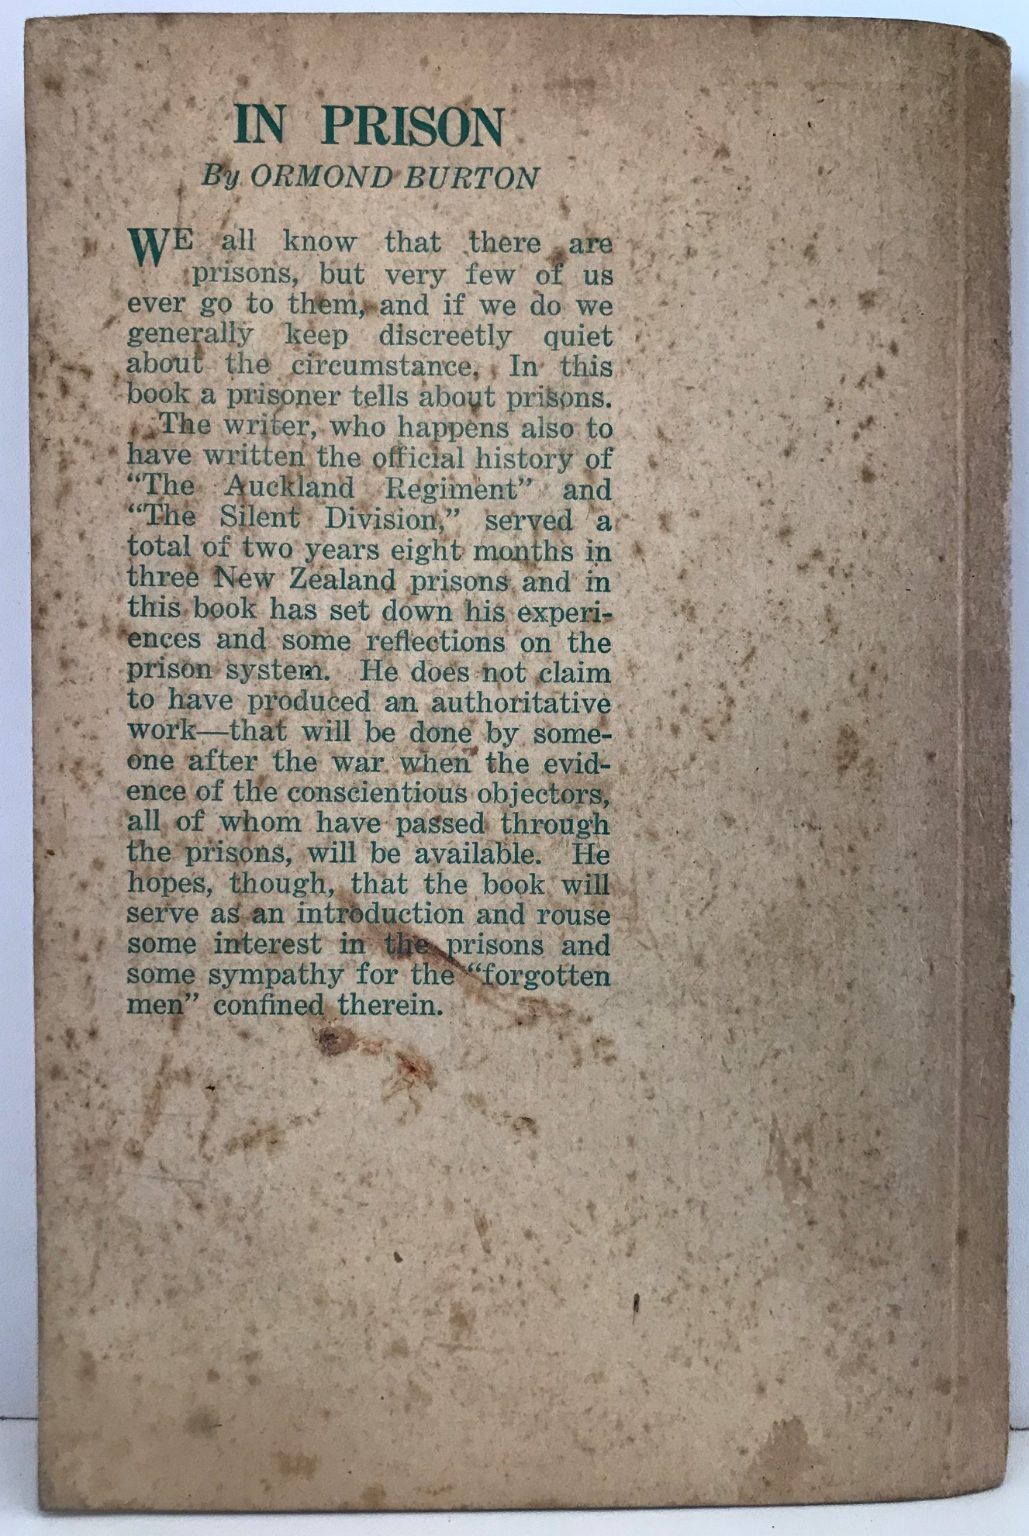 IN PRISON
By ORMOND BURTON
WE all know that there are
prisons, but very few of us
ever go to them, and if we do we
generally keep discreetly quiet
about the circumstance. In this
book a prisoner tells about prisons.
The writer, who happens also to
have written the official history of
“The Auckland Regiment” and
“The Silent Division,” served a
total of two years eight months in
three New Zealand prisons and in
this book has set down his experi-
ences and some reflections on the
prison system. He does not claim
to have produced an authoritative
work—that will be done by some-
one after the war when the evid-
ence of the conscientious objectors,
all of whom have passed through
the prisons, will be available. He
hopes, though, that the book will
serve as an introduction and rouse
some interest in the prisons and
some sympathy for the “forgotten
men” confined therein.